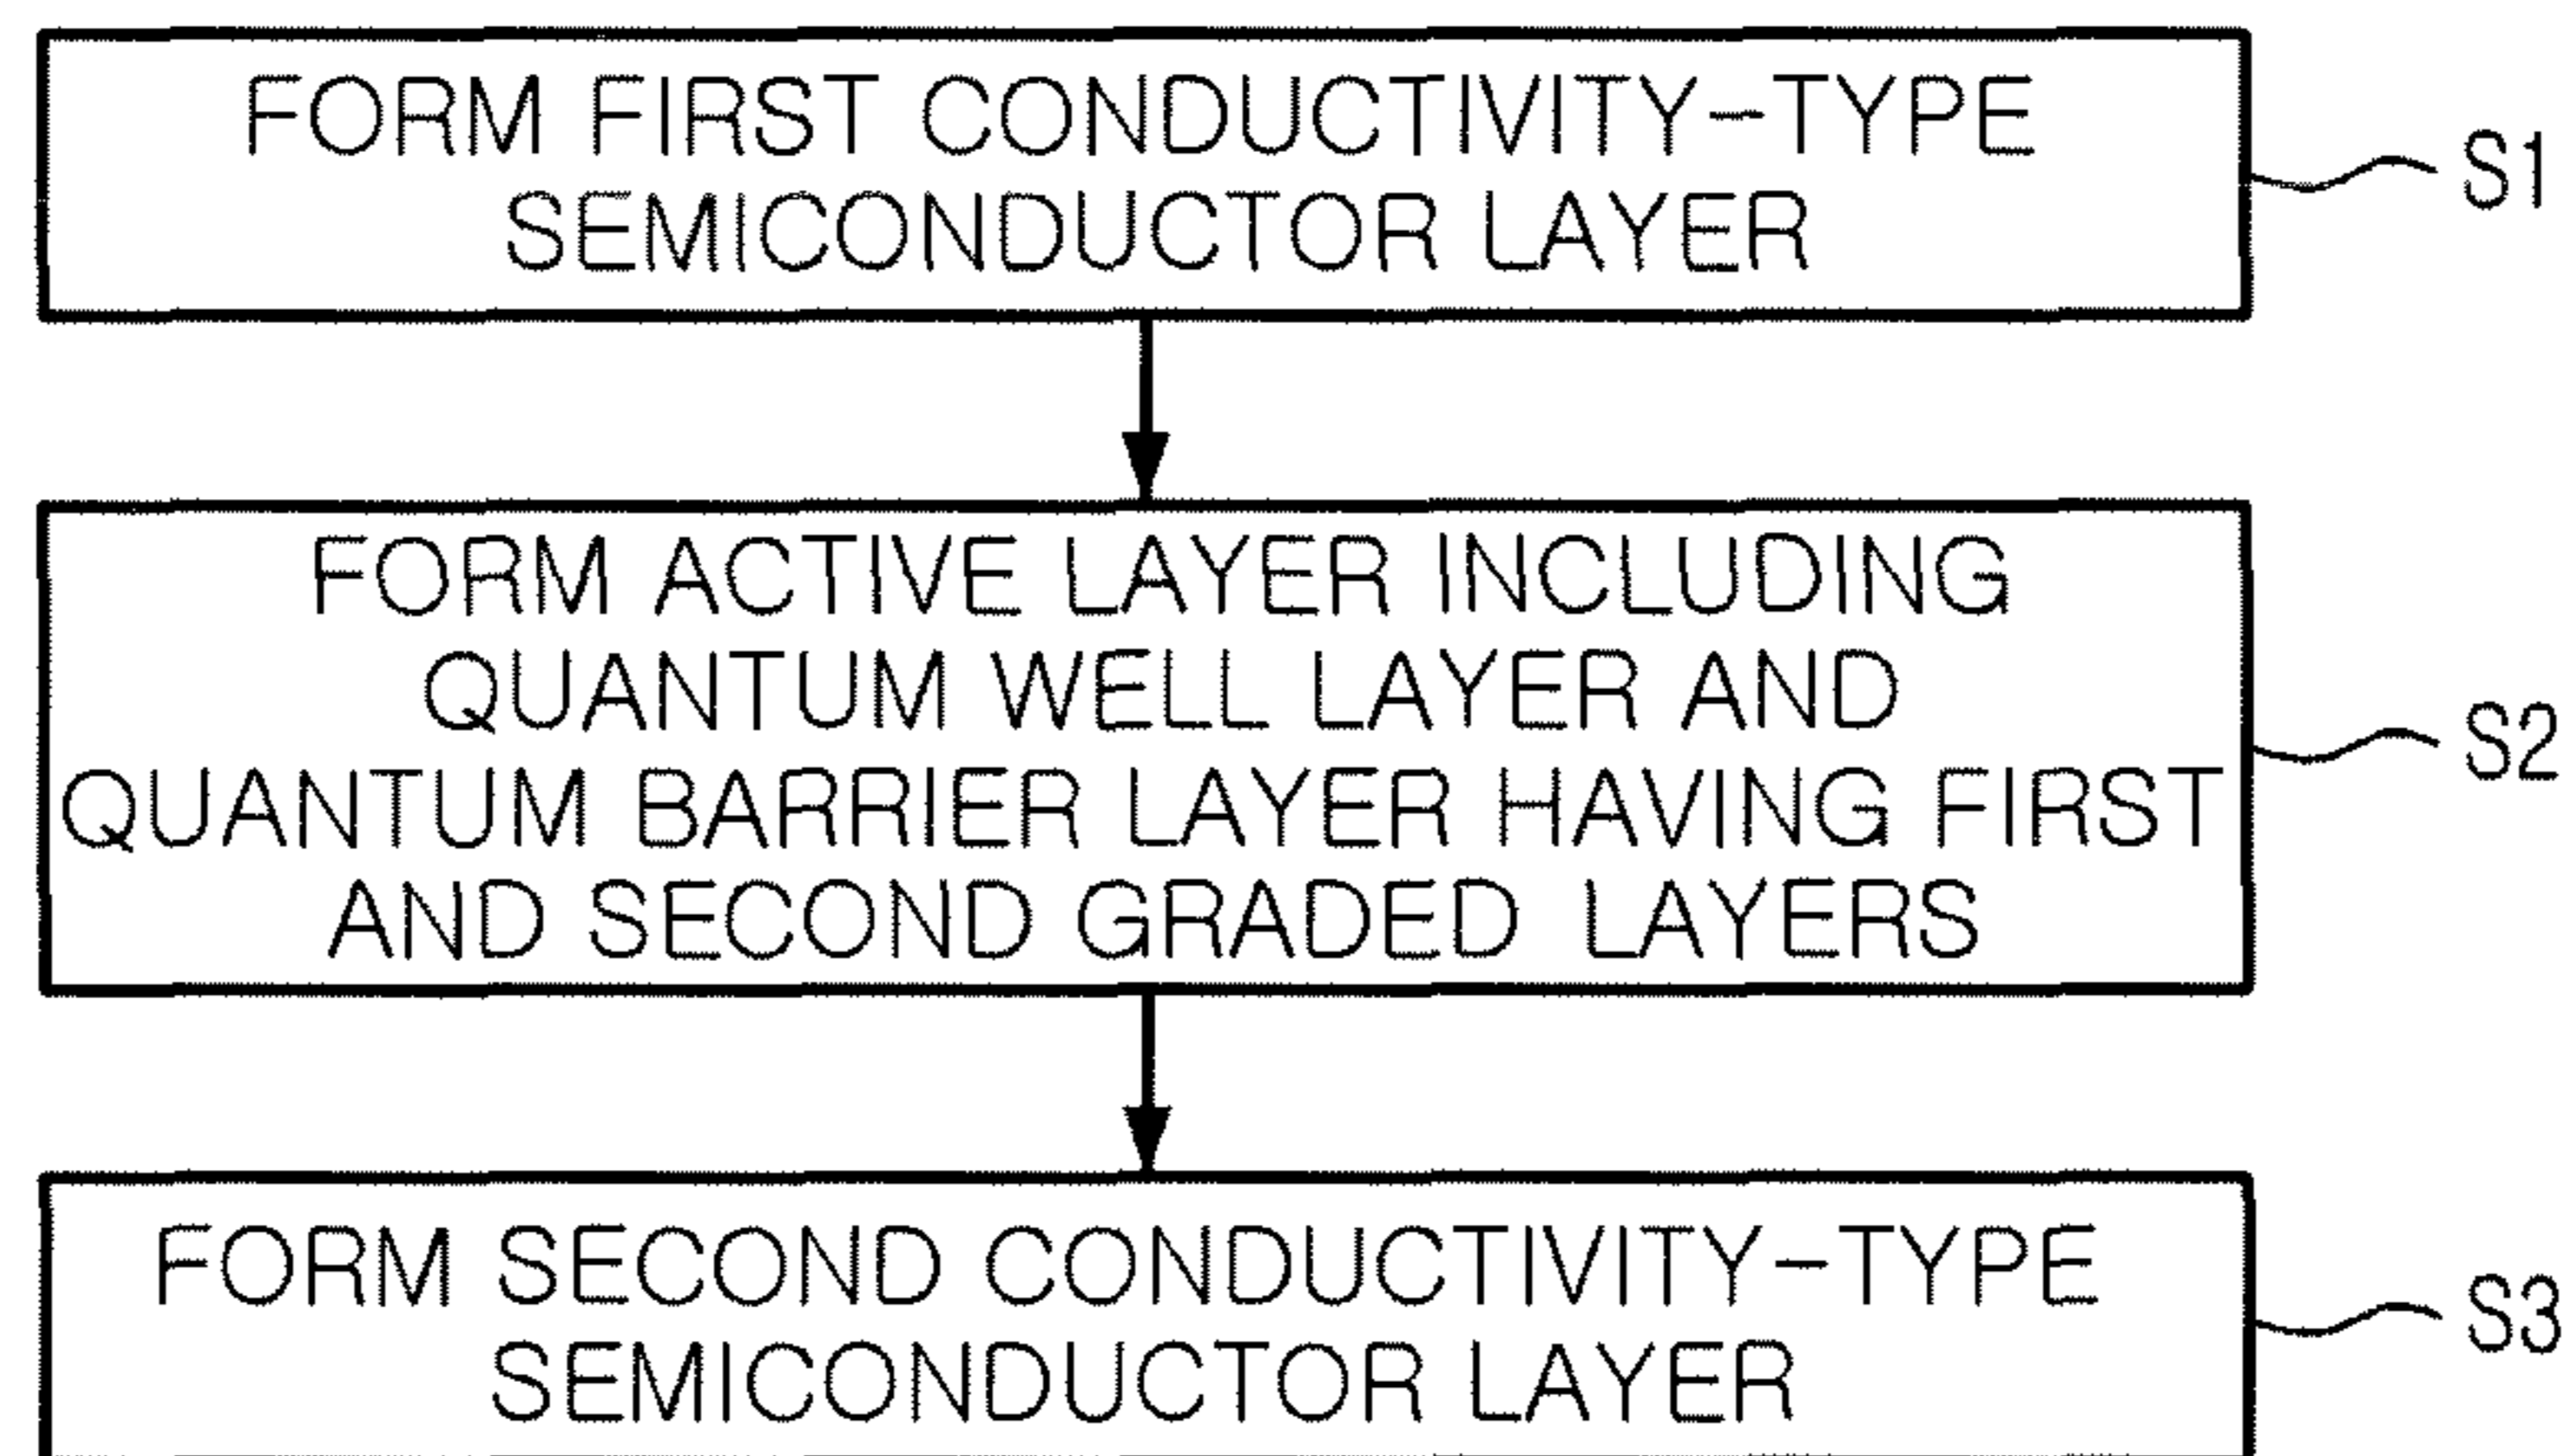 FORM FIRST CONDUCTIVITY-TYPE
SEMICONDUCTOR LAYER
S1
FORM ACTIVE LAYER INCLUDING
QUANTUM WELL LAYER AND
QUANTUM BARRIER LAYER HAVING FIRST
AND SECOND GRADED LAYERS
S2
FORM SECOND CONDUCTIVITY-TYPE
SEMICONDUCTOR LAYER
S3